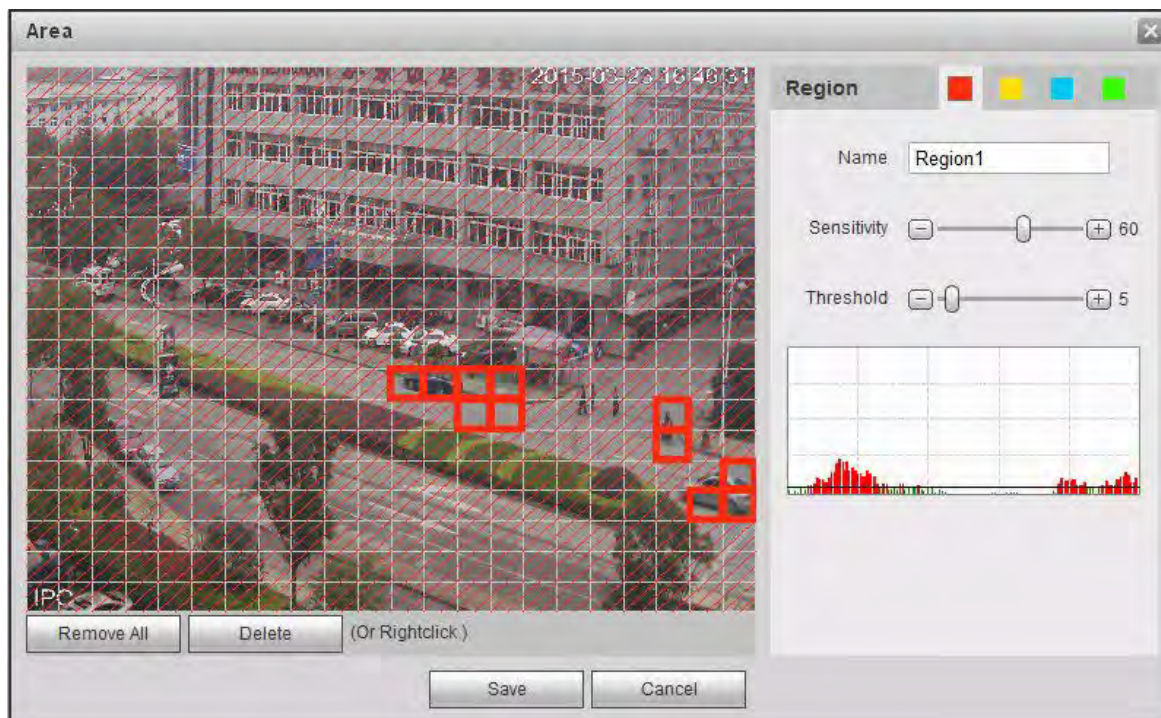 Area
2015-03-23 16:46:31
Region
Name Region1
Sensitivity 60
Threshold 5
IPC
Remove All Delete (Or Rightclick.)
Save Cancel